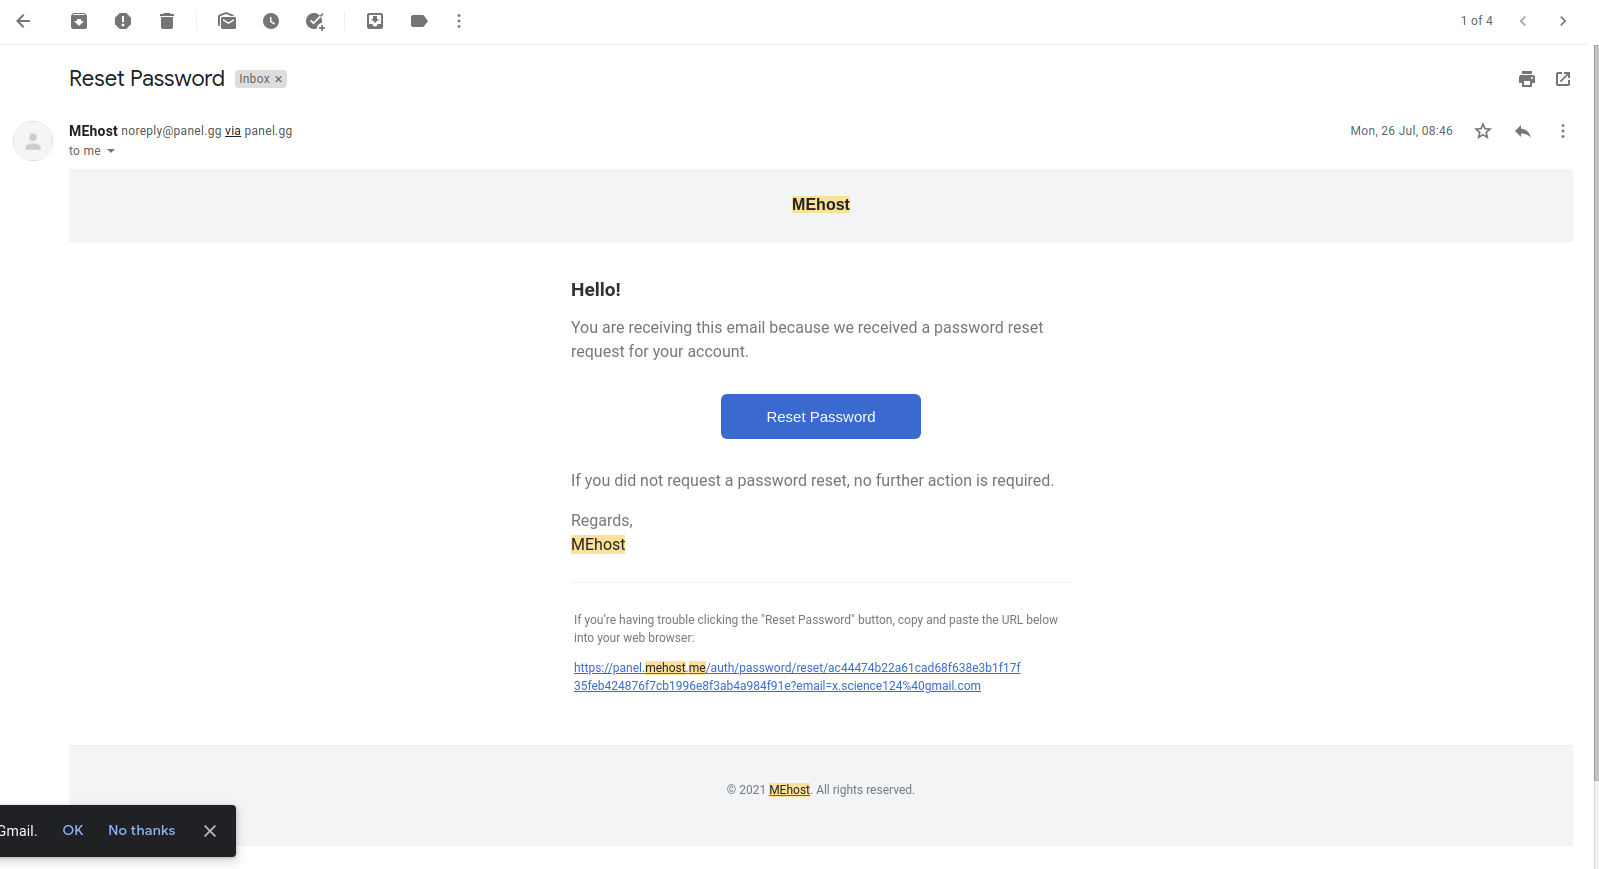 1 of 4
Reset Password Inbox ×
MEhost noreply@panel.gg via panel.gg
Mon, 26 Jul, 08:46
to me
MEhost
Hello!
You are receiving this email because we received a password reset
request for your account.
Reset Password
If you did not request a password reset, no further action is required.
Regards,
MEhost
If you're having trouble clicking the "Reset Password" button, copy and paste the URL below
into your web browser:
https://panel.mehost.me/auth/password/reset/ac44474b22a61cad68f638e3b1f17f
35feb424876f7cb1996e8f3ab4a984f91e?email=x.science124%40gmail.com
© 2021 MEhost. All rights reserved.
Gmail. OK No thanks